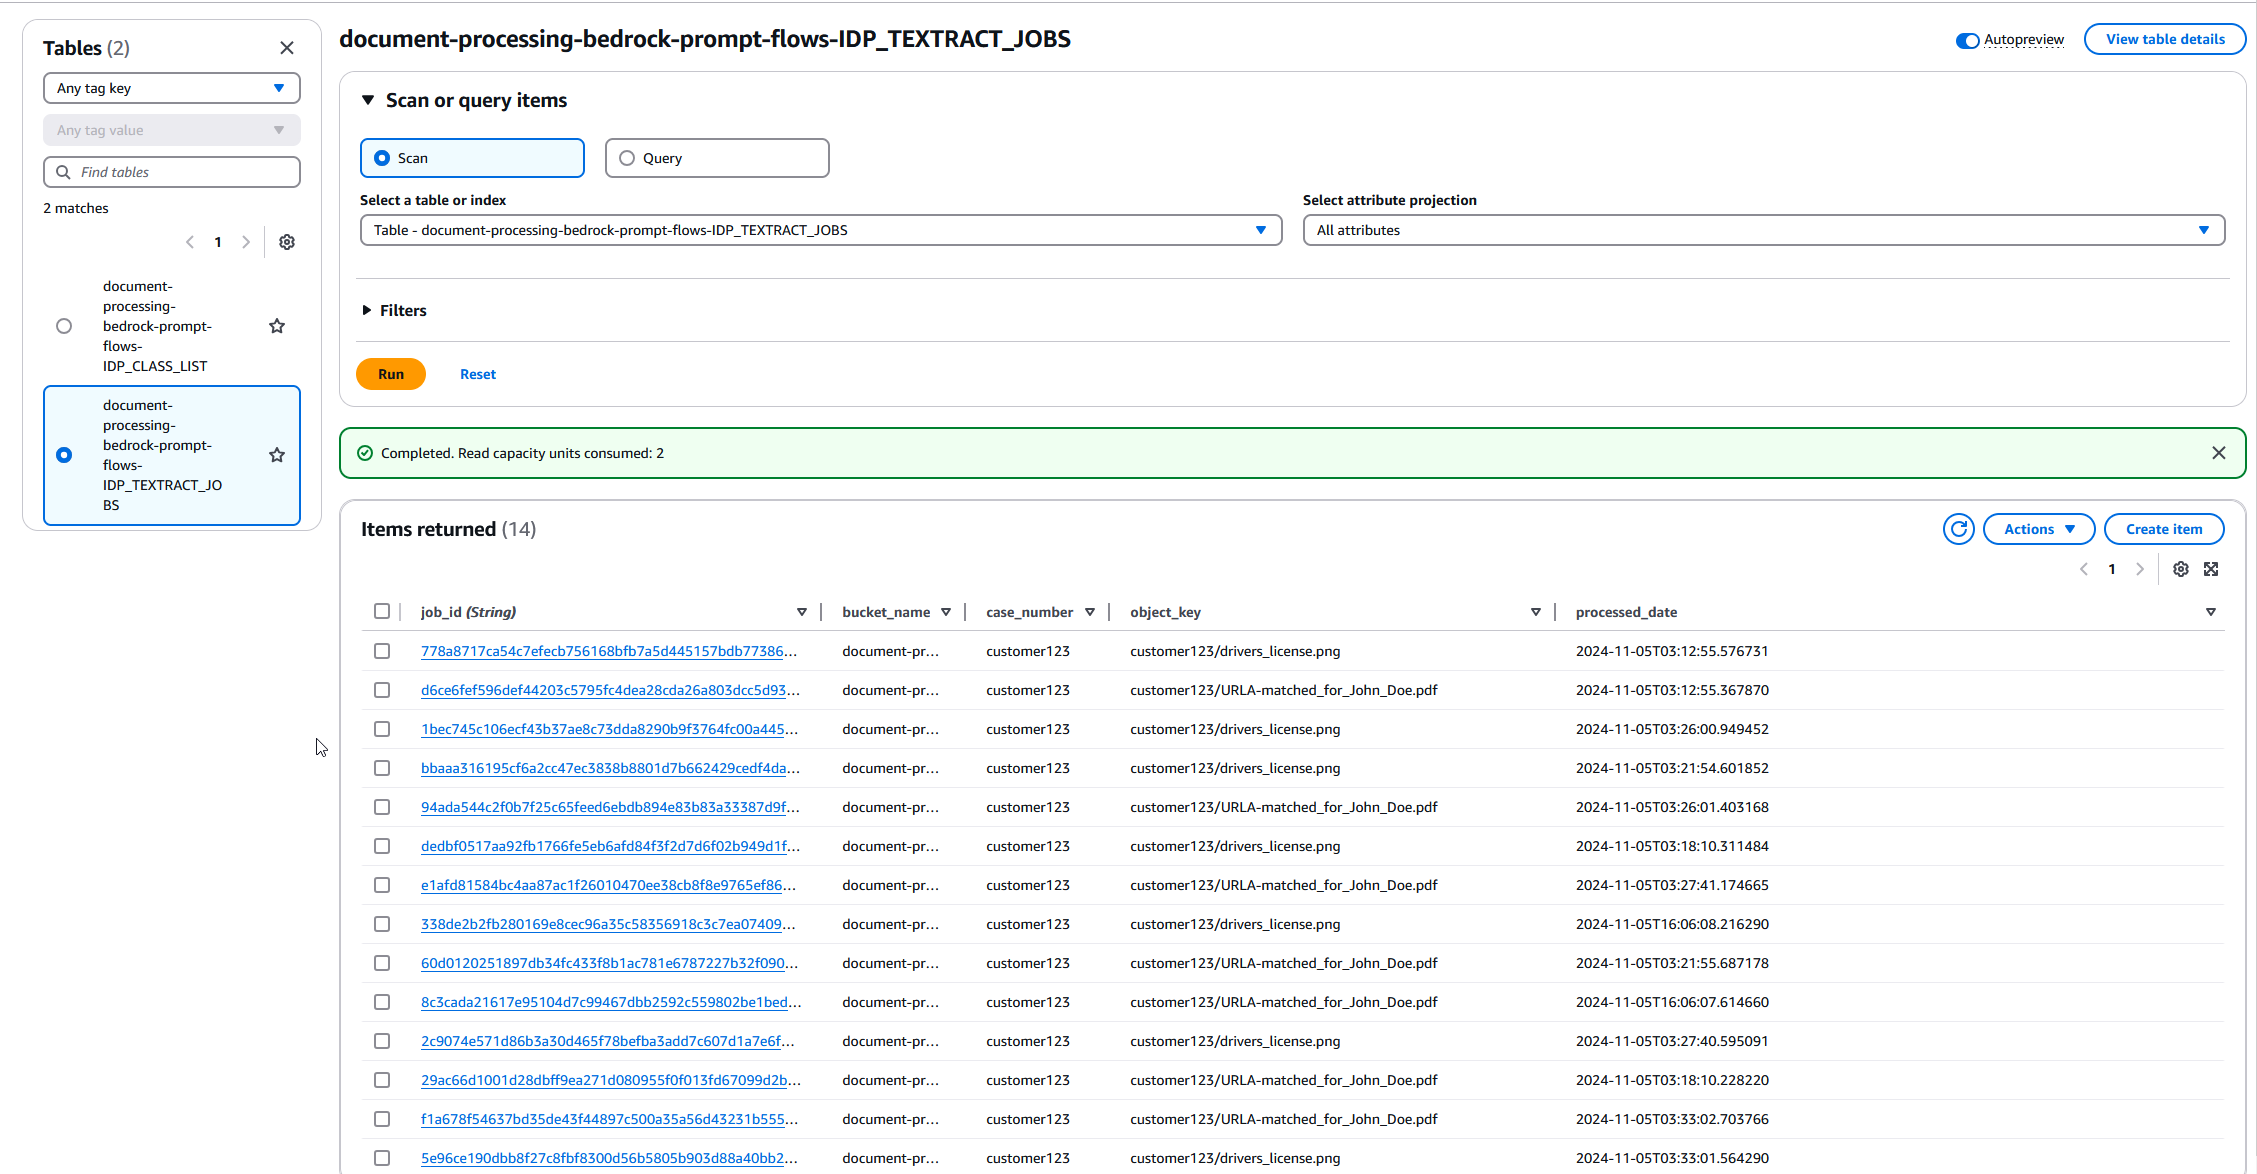 Tables (2)
Any tag key
Any tag value
Find tables
2 matches
1
document-
processing-
bedrock-prompt-
flows-
IDP_CLASS_LIST
document-
processing-
bedrock-prompt-
flows-
IDP_TEXTRACT_JO
BS
document-processing-bedrock-prompt-flows-IDP_TEXTRACT_JOBS
Autopreview
View table details
Scan or query items
Scan
Query
Select a table or index
Select attribute projection
Table - document-processing-bedrock-prompt-flows-IDP_TEXTRACT_JOBS
All attributes
Filters
Run
Reset
Completed. Read capacity units consumed: 2
Items returned (14)
Actions
Create item
1
job_id (String) bucket_name case_number object_key processed_date
778a8717ca54c7efecb756168bfb7a5d445157bdb77386... document-pr... customer123 customer123/drivers_license.png 2024-11-05T03:12:55.576731
d6ce6fef596def44203c5795fc4dea28cda26a803dcc5d93... document-pr... customer123 customer123/URLA-matched_for_John_Doe.pdf 2024-11-05T03:12:55.367870
1bec745c106ecf43b37ae8c73dda8290b9f3764fc00a445... document-pr... customer123 customer123/drivers_license.png 2024-11-05T03:26:00.949452
bbaaa316195cf6a2cc47ec3838b8801d7b662429cedf4da... document-pr... customer123 customer123/drivers_license.png 2024-11-05T03:21:54.601852
94ada544c2f0b7f25c65feed6ebdb894e83b83a33387d9f... document-pr... customer123 customer123/URLA-matched_for_John_Doe.pdf 2024-11-05T03:26:01.403168
dedbf0517aa92fb1766fe5eb6afd84f3f2d7d6f02b949d1f... document-pr... customer123 customer123/drivers_license.png 2024-11-05T03:18:10.311484
e1afd81584bc4aa87ac1f26010470ee38cb8f8e9765ef86... document-pr... customer123 customer123/URLA-matched_for_John_Doe.pdf 2024-11-05T03:27:41.174665
338de2b2fb280169e8cec96a35c58356918c3c7ea07409... document-pr... customer123 customer123/drivers_license.png 2024-11-05T16:06:08.216290
60d0120251897db34fc433f8b1ac781e6787227b32f090... document-pr... customer123 customer123/URLA-matched_for_John_Doe.pdf 2024-11-05T03:21:55.687178
8c3cada21617e95104d7c99467dbb2592c559802be1bed... document-pr... customer123 customer123/URLA-matched_for_John_Doe.pdf 2024-11-05T16:06:07.614660
2c9074e571d86b3a30d465f78befba3add7c607d1a7e6f... document-pr... customer123 customer123/drivers_license.png 2024-11-05T03:27:40.595091
29ac66d1001d28dbff9ea271d080955f0f013fd67099d2b... document-pr... customer123 customer123/URLA-matched_for_John_Doe.pdf 2024-11-05T03:18:10.228220
f1a678f54637bd35de43f44897c500a35a56d43231b555... document-pr... customer123 customer123/URLA-matched_for_John_Doe.pdf 2024-11-05T03:33:02.703766
5e96ce190dbb8f27c8fbf8300d56b5805b903d88a40bb2... document-pr... customer123 customer123/drivers_license.png 2024-11-05T03:33:01.564290